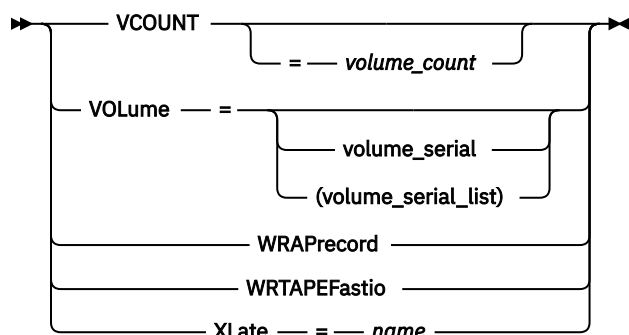 VCOUNT
= volume_count
VOLume =
volume_serial
(volume_serial_list)
WRAPrecord
WRTAPEFastio
XLate = name